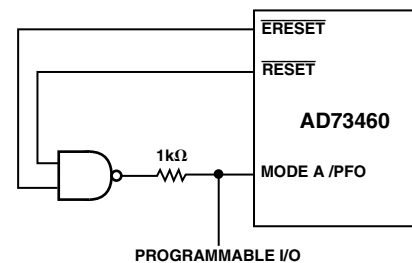 ERESET
RESET
AD73460
1kΩ
MODE A /PFO
PROGRAMMABLE I/O